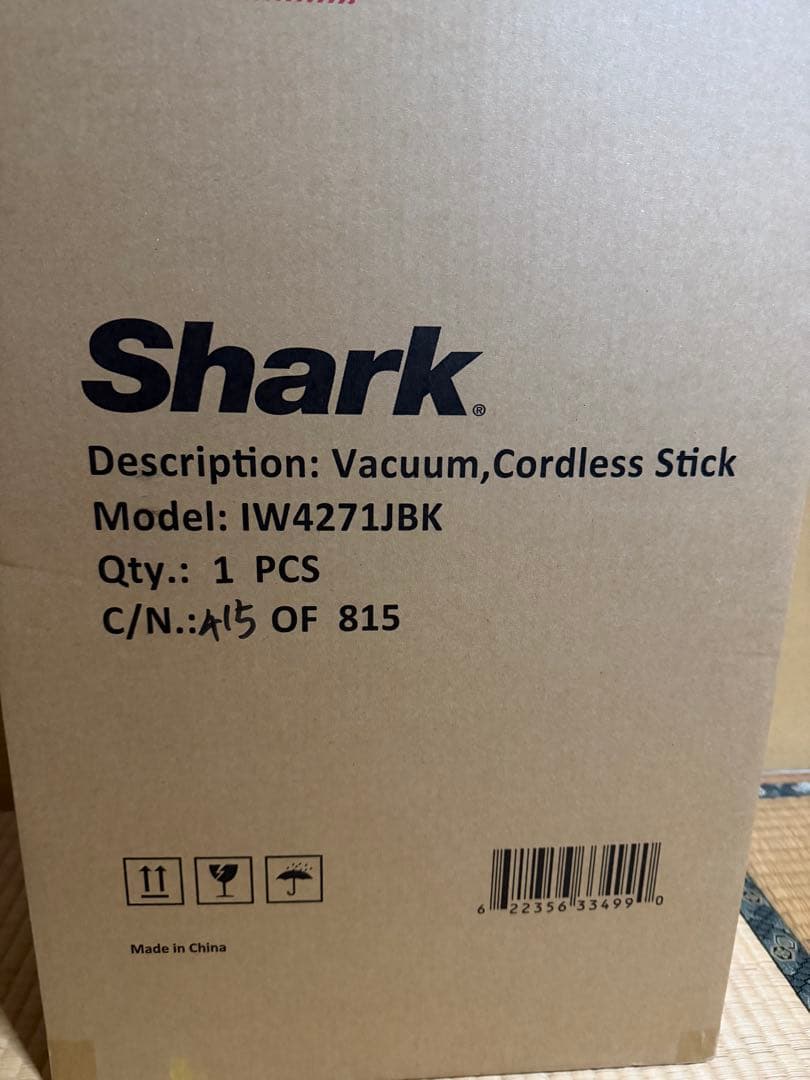 Shark®
Description: Vacuum,Cordless Stick
Model: IW4271JBK
Qty.: 1 PCS
C/N.:A15 OF 815
6 22356 33499 0
Made in China